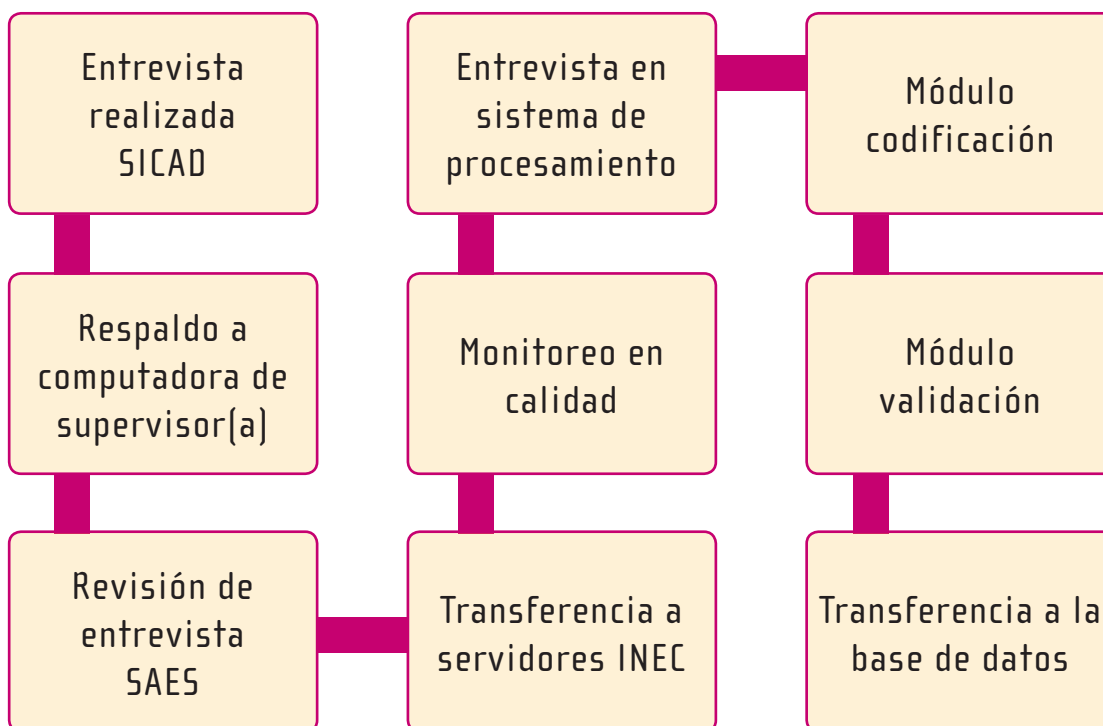 Entrevista
realizada
SICAD
Respaldo a
computadora de
supervisor(a)
Revisión de
entrevista
SAES
Transferencia a
servidores INEC
Monitoreo en
calidad
Entrevista en
sistema de
procesamiento
Módulo
codificación
Módulo
validación
Transferencia a la
base de datos